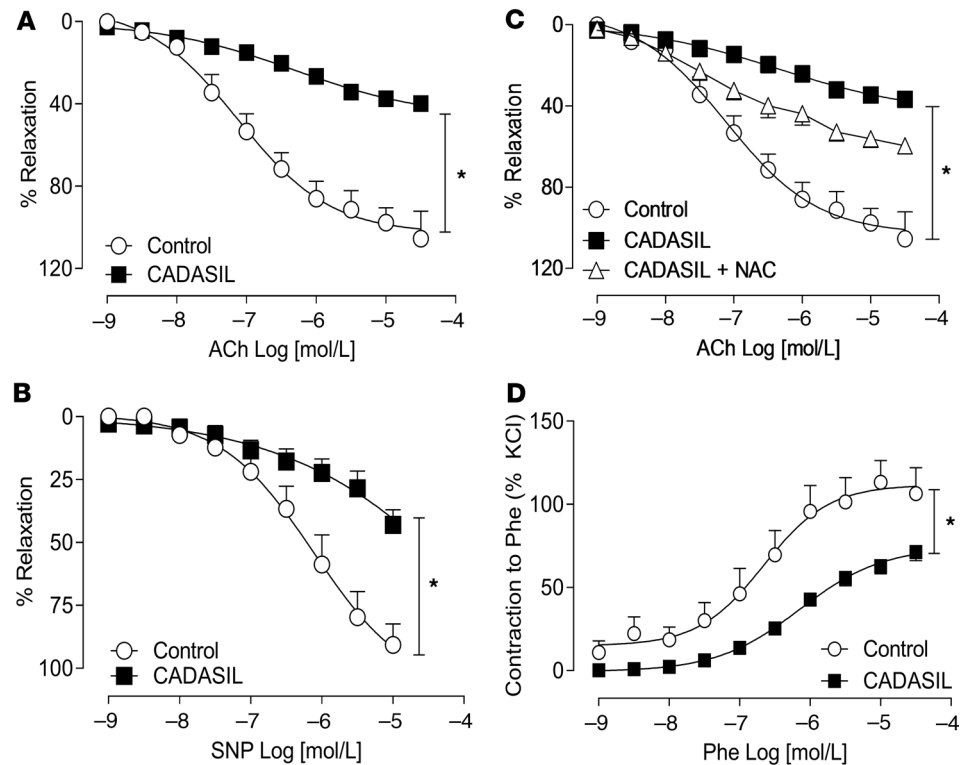 A
0
40
80
120
% Relaxation
Control
CADASIL
–9 –8 –7 –6 –5 –4
ACh Log [mol/L]
*
C
0
40
80
120
% Relaxation
Control
CADASIL
CADASIL + NAC
–9 –8 –7 –6 –5 –4
ACh Log [mol/L]
*
B
0
25
50
75
100
% Relaxation
Control
CADASIL
–9 –8 –7 –6 –5 –4
SNP Log [mol/L]
*
D
150
100
50
0
Contraction to Phe (% KCl)
Control
CADASIL
–9 –8 –7 –6 –5 –4
Phe Log [mol/L]
*